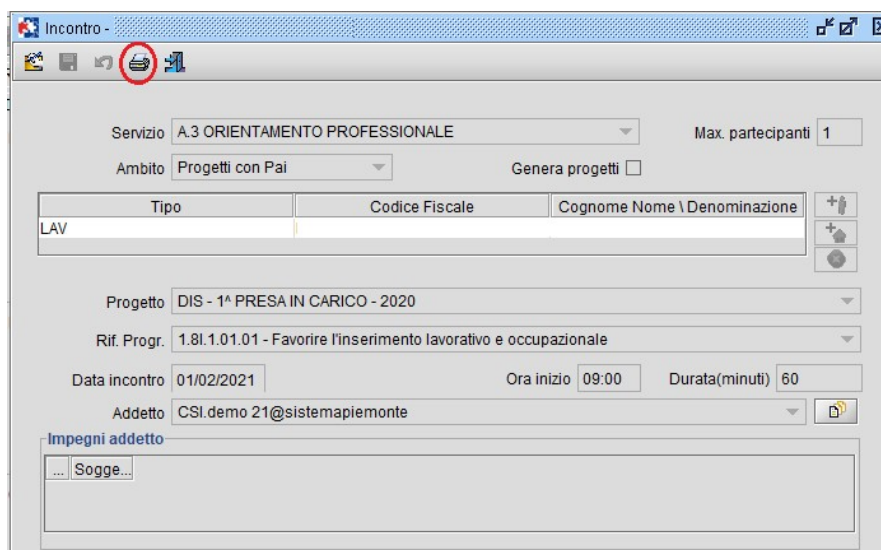 Incontro -
Servizio A.3 ORIENTAMENTO PROFESSIONALE Max. partecipanti 1
Ambito Progetti con Pai Genera progetti
Tipo Codice Fiscale Cognome Nome \ Denominazione
LAV
Progetto DIS - 1^ PRESA IN CARICO - 2020
Rif. Progr. 1.8I.1.01.01 - Favorire l'inserimento lavorativo e occupazionale
Data incontro 01/02/2021 Ora inizio 09:00 Durata(minuti) 60
Addetto CSI.demo 21@sistemapiemonte
Impegni addetto
... Sogge...